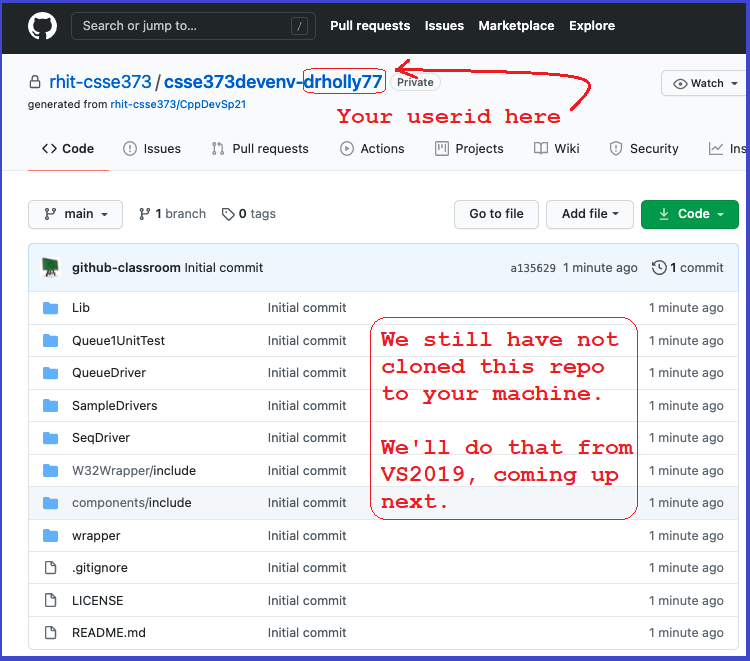 Search or jump to... /
Pull requests Issues Marketplace Explore
rhit-csse373 / csse373devenv-drholly77 Private
Watch
generated from rhit-csse373/CppDevSp21
Your userid here
Code Issues Pull requests Actions Projects Wiki Security Ins
main 1 branch 0 tags Go to file Add file Code
github-classroom Initial commit a135629 1 minute ago 1 commit
Lib Initial commit 1 minute ago
Queue1UnitTest Initial commit 1 minute ago
QueueDriver Initial commit 1 minute ago
SampleDrivers Initial commit 1 minute ago
SeqDriver Initial commit 1 minute ago
W32Wrapper/include Initial commit 1 minute ago
components/include Initial commit 1 minute ago
wrapper Initial commit 1 minute ago
.gitignore Initial commit 1 minute ago
LICENSE Initial commit 1 minute ago
README.md Initial commit 1 minute ago
We still have not
cloned this repo
to your machine.
We'll do that from
VS2019, coming up
next.